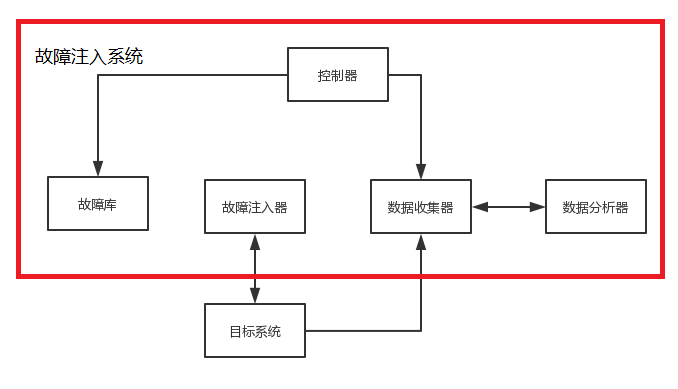 故障注入系统
控制器
故障库
故障注入器
数据收集器
数据分析器
目标系统